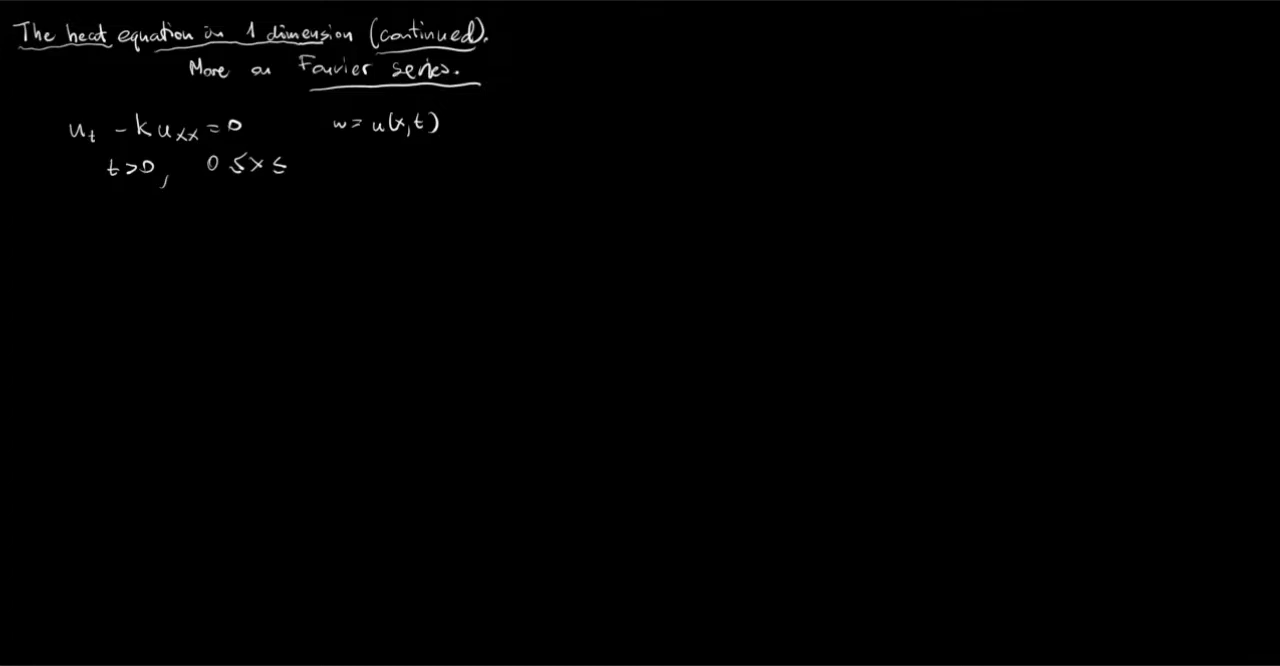 The heat equation in 1 dimension (continued).
More on Fourier series.
u_t - k u_xx = 0 w = u(x,t)
t>0, 0 ≤ x ≤